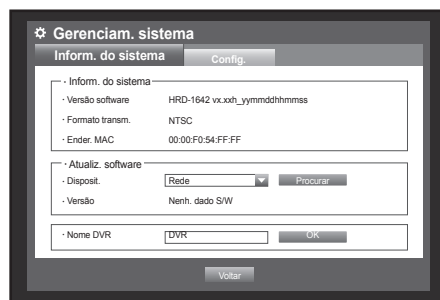 Gerenciam. sistema
Inform. do sistema Config.
· Inform. do sistema
· Versão software HRD-1642 vx.xxh_yymmddhhmmss
· Formato transm. NTSC
· Ender. MAC 00:00:F0:54:FF:FF
· Atualiz. software
· Disposit. Rede Procurar
· Versão Nenh. dado S/W
· Nome DVR DVR OK
Voltar